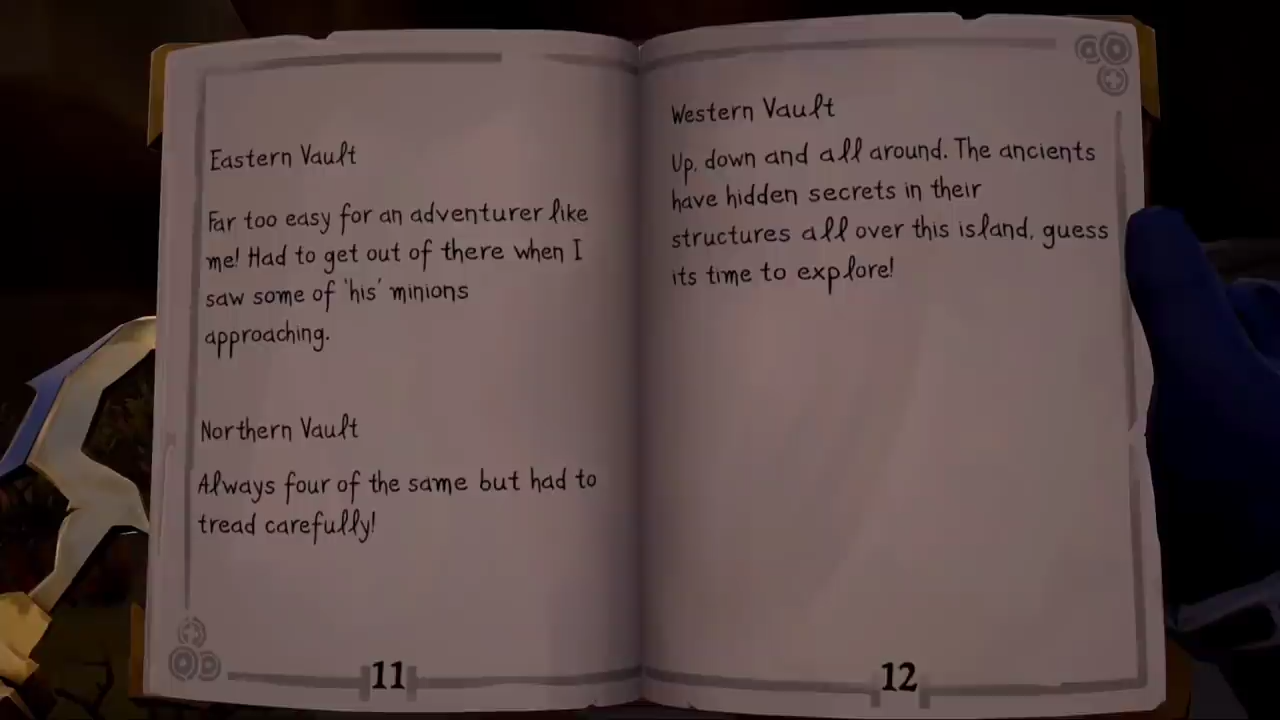 Eastern Vault
Far too easy for an adventurer like
me! Had to get out of there when I
saw some of 'his' minions
approaching.
Northern Vault
Always four of the same but had to
tread carefully!
11
Western Vault
Up, down and all around. The ancients
have hidden secrets in their
structures all over this island, guess
its time to explore!
12